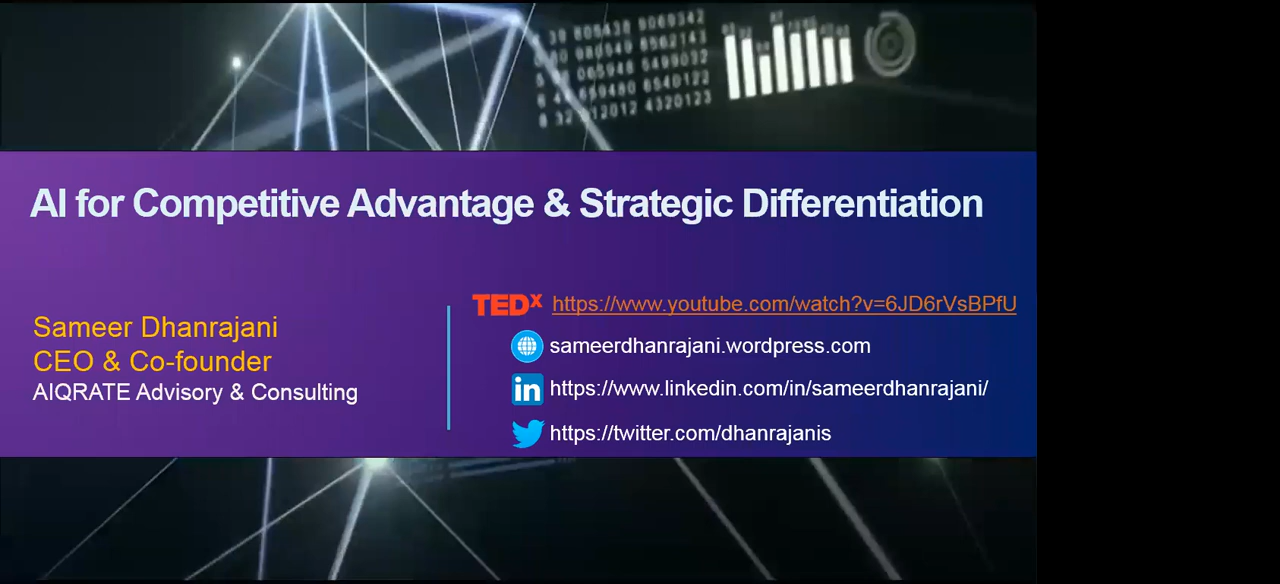 AI for Competitive Advantage & Strategic Differentiation
Sameer Dhanrajani
CEO & Co-founder
AIQRATE Advisory & Consulting
TEDx https://www.youtube.com/watch?v=6JD6rVsBPfU
sameerdhanrajani.wordpress.com
in https://www.linkedin.com/in/sameerdhanrajani/
https://twitter.com/dhanrajanis